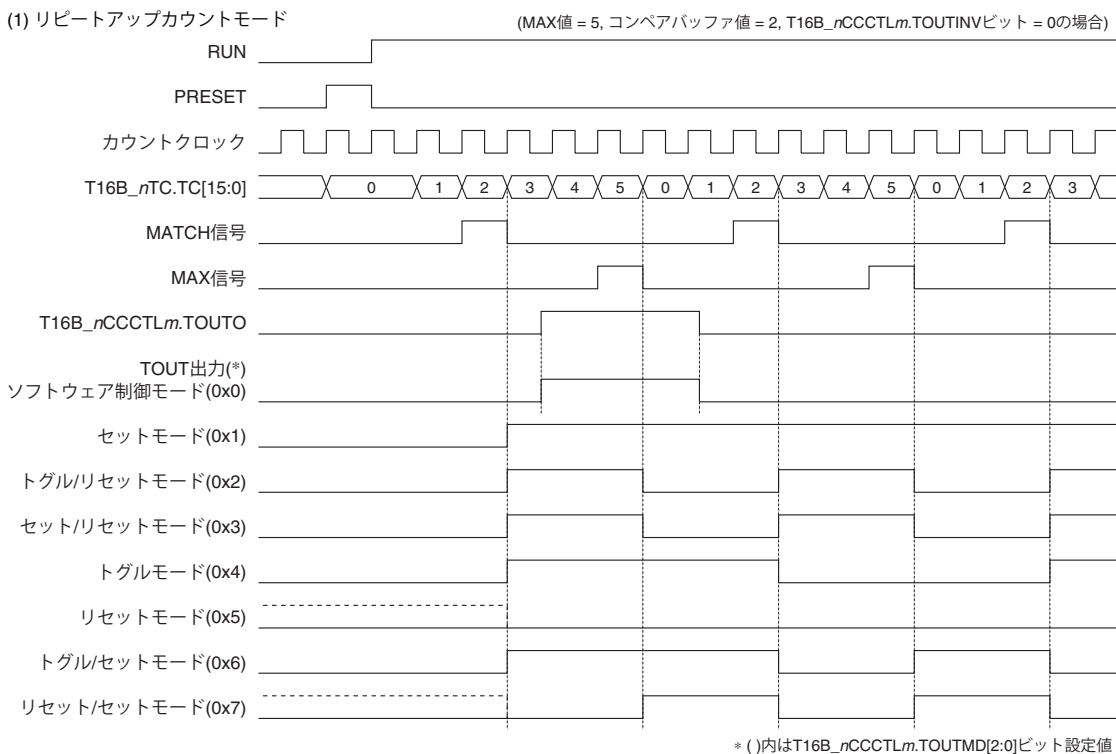 (1) リピートアップカウントモード
(MAX値 = 5, コンペアバッファ値 = 2, T16B_nCCCTLm.TOUTINVビット = 0の場合)
RUN
PRESET
カウントクロック
T16B_nTC.TC[15:0] 0 1 2 3 4 5 0 1 2 3 4 5 0 1 2 3
MATCH信号
MAX信号
T16B_nCCCTLm.TOUTO
TOUT出力(*)
ソフトウェア制御モード(0x0)
セットモード(0x1)
トグル/リセットモード(0x2)
セット/リセットモード(0x3)
トグルモード(0x4)
リセットモード(0x5)
トグル/セットモード(0x6)
リセット/セットモード(0x7)
* ( )内はT16B_nCCCTLm.TOUTMD[2:0]ビット設定値